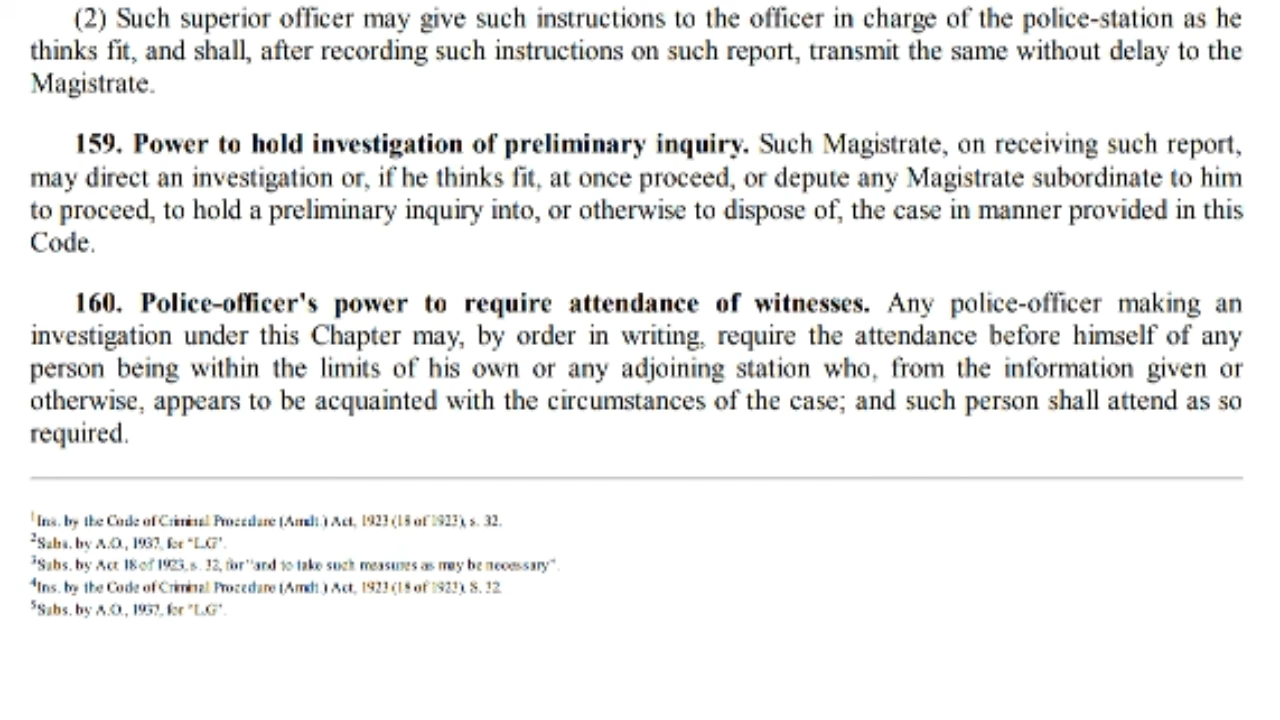 (2) Such superior officer may give such instructions to the officer in charge of the police-station as he
thinks fit, and shall, after recording such instructions on such report, transmit the same without delay to the
Magistrate.
159. Power to hold investigation of preliminary inquiry. Such Magistrate, on receiving such report,
may direct an investigation or, if he thinks fit, at once proceed, or depute any Magistrate subordinate to him
to proceed, to hold a preliminary inquiry into, or otherwise to dispose of, the case in manner provided in this
Code.
160. Police-officer's power to require attendance of witnesses. Any police-officer making an
investigation under this Chapter may, by order in writing, require the attendance before himself of any
person being within the limits of his own or any adjoining station who, from the information given or
otherwise, appears to be acquainted with the circumstances of the case; and such person shall attend as so
required.
1Ins. by the Code of Criminal Procedure (Amdt.) Act, 1923 (18 of 1923), s. 32.
2Subs. by A.O., 1937, for "L.G".
3Subs. by Act 18 of 1923, s. 32, for "and to take such measures as may be necessary".
4Ins. by the Code of Criminal Procedure (Amdt.) Act, 1923 (18 of 1923), S. 32
5Subs. by A.O., 1937, for "L.G".